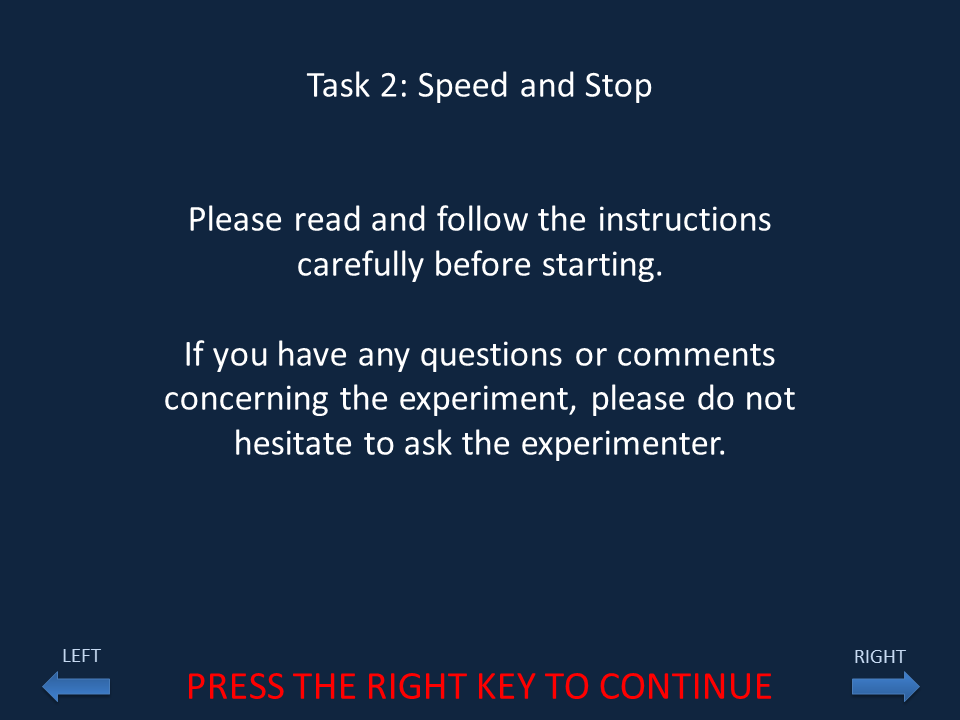 Task 2: Speed and Stop
Please read and follow the instructions
carefully before starting.
If you have any questions or comments
concerning the experiment, please do not
hesitate to ask the experimenter.
LEFT
RIGHT
PRESS THE RIGHT KEY TO CONTINUE